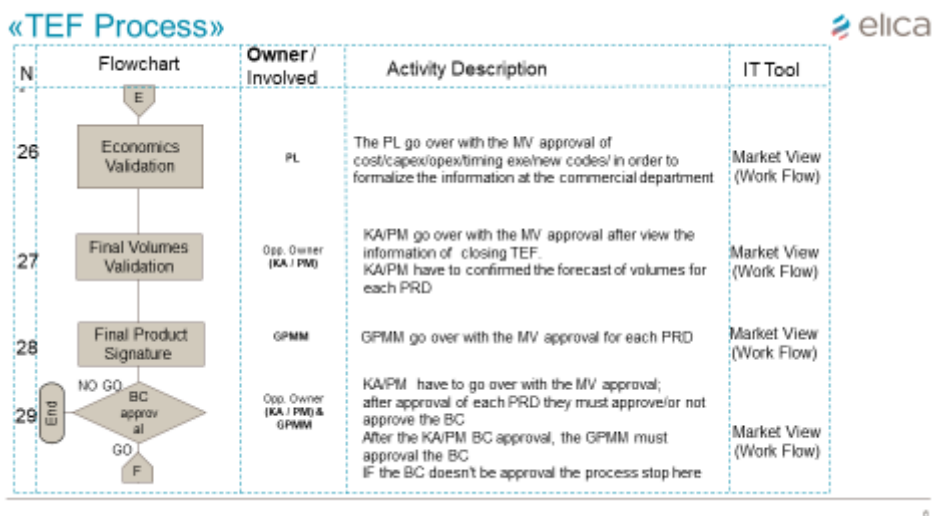 «TEF Process»
elica
N
Flowchart
Owner /
Involved
Activity Description
IT Tool
E
26
Economics
Validation
PL
The PL go over with the MV approval of
cost/capex/opex/timing exe/new codes/ in order to
formalize the information at the commercial department
Market View
(Work Flow)
27
Final Volumes
Validation
Opp. Owner
(KA / PM)
KA/PM go over with the MV approval after view the
information of closing TEF.
KA/PM have to confirmed the forecast of volumes for
each PRD
Market View
(Work Flow)
28
Final Product
Signature
GPMM
GPMM go over with the MV approval for each PRD
Market View
(Work Flow)
29
End
NO GO
BC
approv
al
GO
F
Opp. Owner
(KA / PM) &
GPMM
KA/PM have to go over with the MV approval;
after approval of each PRD they must approve/or not
approve the BC
After the KA/PM BC approval, the GPMM must
approval the BC
IF the BC doesn't be approval the process stop here
Market View
(Work Flow)